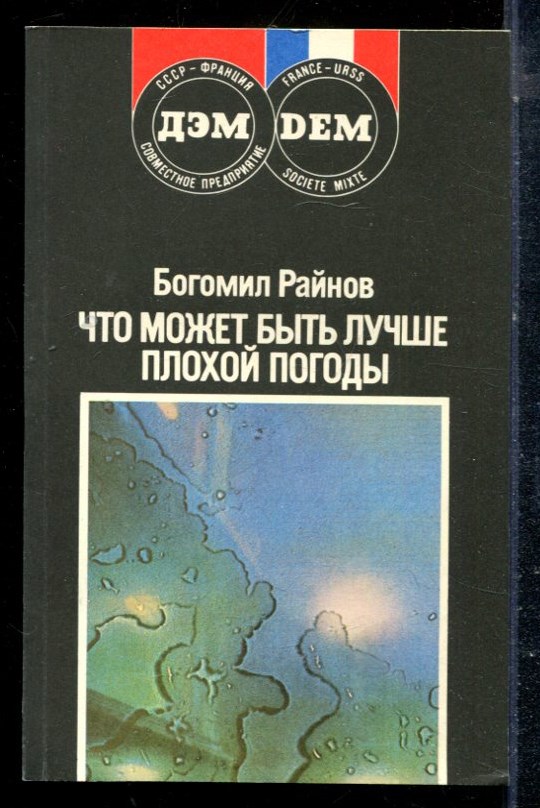 СССР – ФРАНЦИЯ
ДЭМ
СОВМЕСТНОЕ ПРЕДПРИЯТИЕ
FRANCE – URSS
DEM
SOCIETE MIXTE
Богомил Райнов
ЧТО МОЖЕТ БЫТЬ ЛУЧШЕ
ПЛОХОЙ ПОГОДЫ